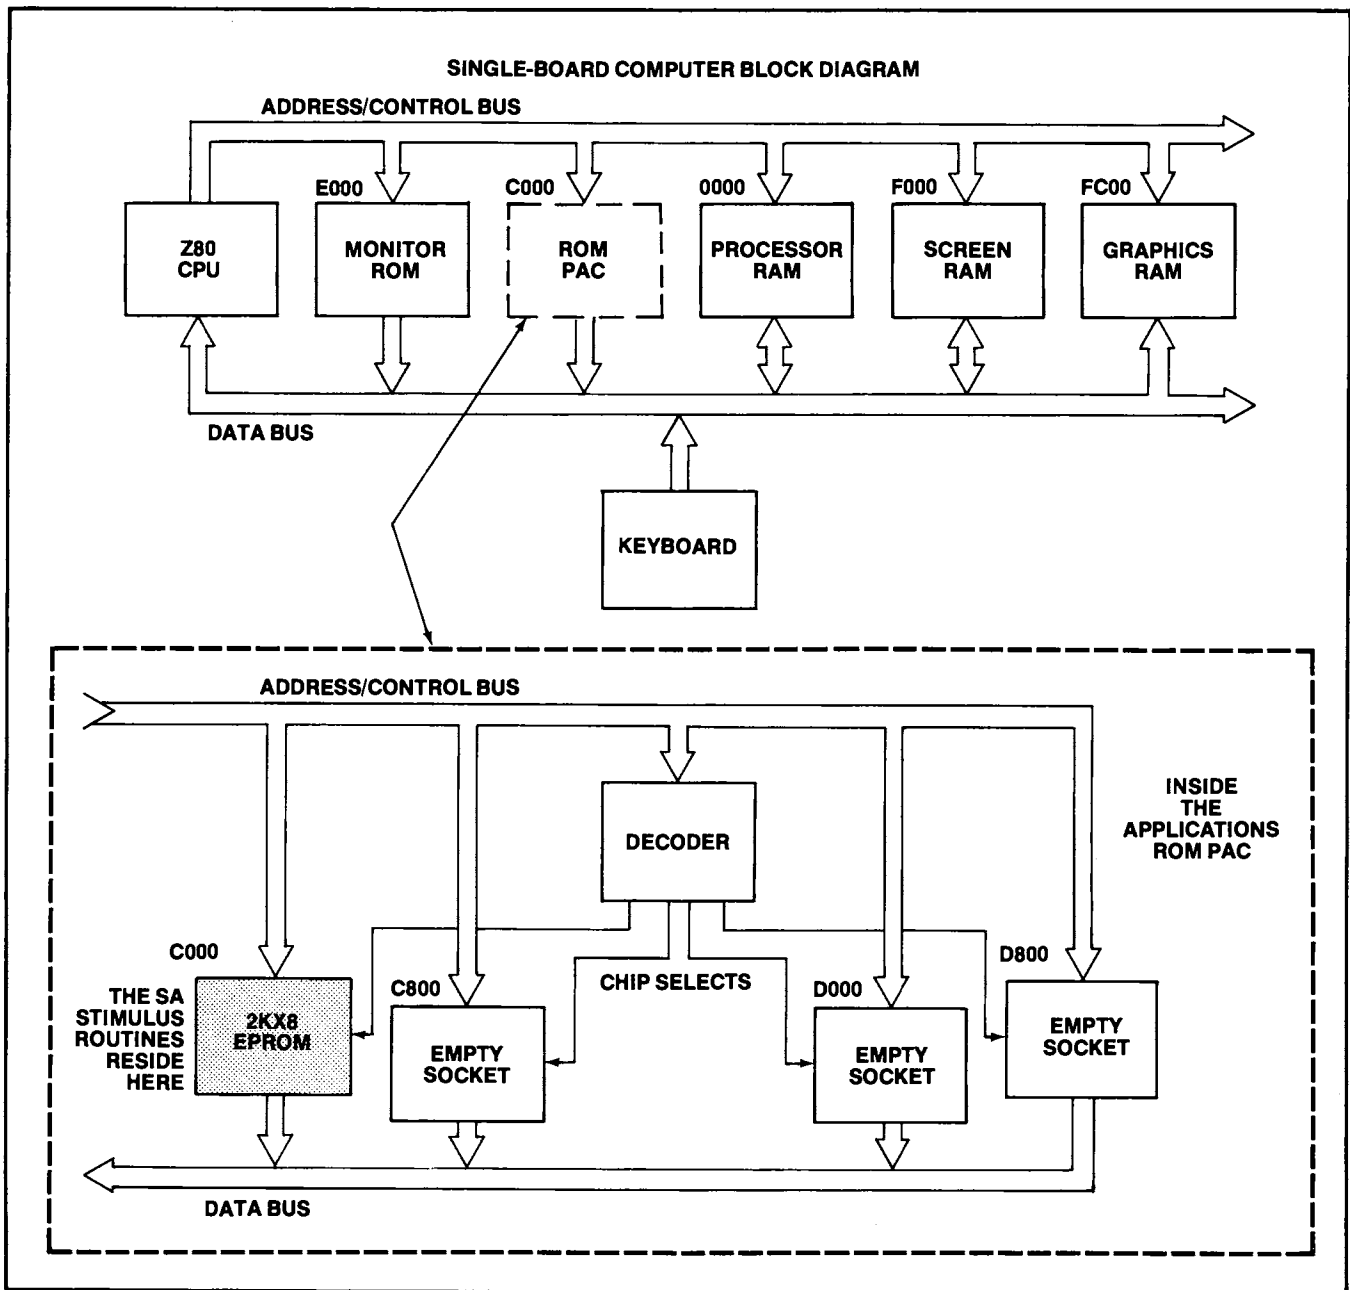 SINGLE-BOARD COMPUTER BLOCK DIAGRAM
ADDRESS/CONTROL BUS
E000
C000
0000
F000
FC00
Z80
CPU
MONITOR
ROM
ROM
PAC
PROCESSOR
RAM
SCREEN
RAM
GRAPHICS
RAM
DATA BUS
KEYBOARD
ADDRESS/CONTROL BUS
INSIDE
THE
APPLICATIONS
ROM PAC
DECODER
C000
C800
CHIP SELECTS
D000
D800
THE SA
STIMULUS
ROUTINES
RESIDE
HERE
2KX8
EPROM
EMPTY
SOCKET
EMPTY
SOCKET
EMPTY
SOCKET
DATA BUS